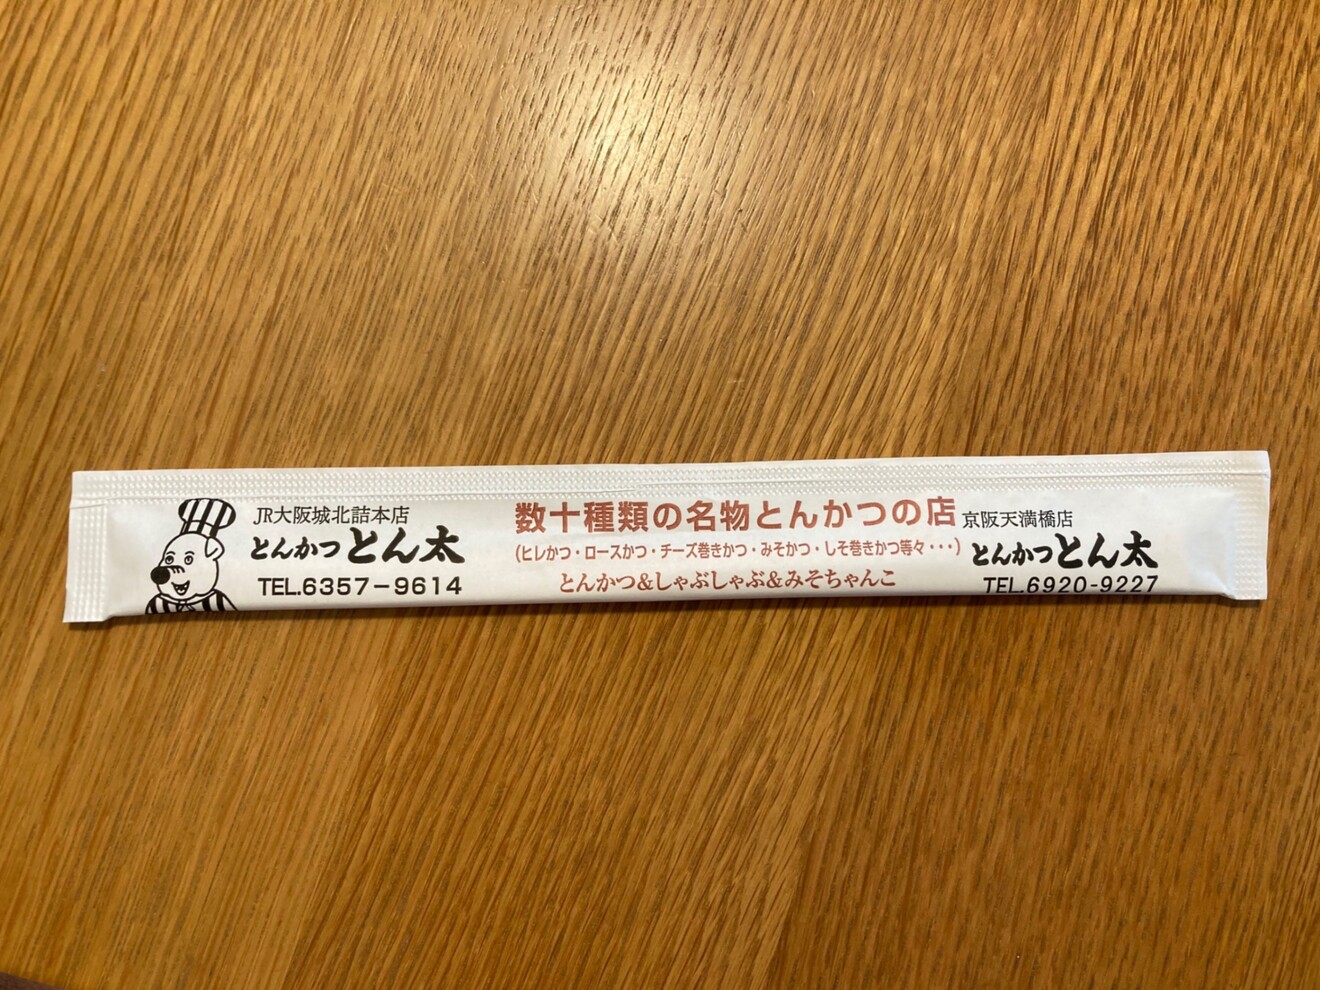 JR大阪城北詰本店
とんかつとん太
TEL.6357-9614
数十種類の名物とんかつの店
(ヒレかつ・ロースかつ・チーズ巻きかつ・みそかつ・しそ巻きかつ等々・・・)
とんかつ&しゃぶしゃぶ&みそちゃんこ
京阪天満橋店
とんかつとん太
TEL.6920-9227